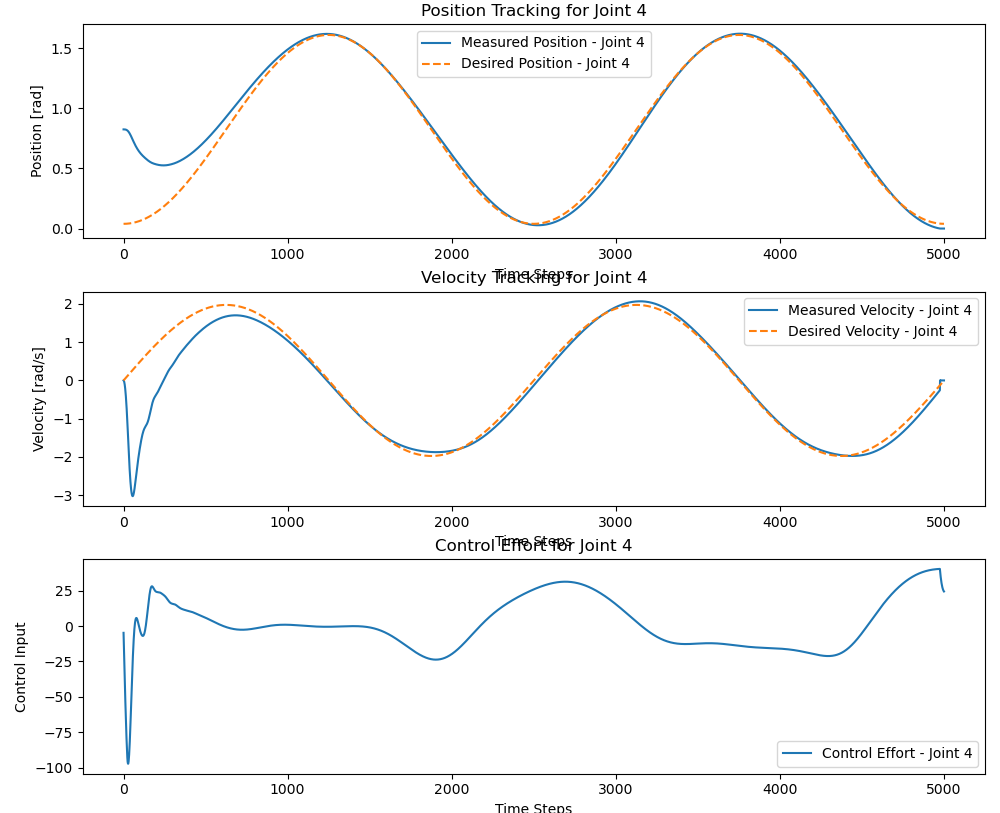 Position Tracking for Joint 4
Measured Position - Joint 4
Desired Position - Joint 4
Position [rad]
1.5
1.0
0.5
0.0
0 1000 2000 3000 4000 5000
Time Steps
Velocity Tracking for Joint 4
Measured Velocity - Joint 4
Desired Velocity - Joint 4
Velocity [rad/s]
2
1
0
−1
−2
−3
0 1000 2000 3000 4000 5000
Time Steps
Control Effort for Joint 4
Control Input
25
0
−25
−50
−75
−100
Control Effort - Joint 4
0 1000 2000 3000 4000 5000
Time Steps